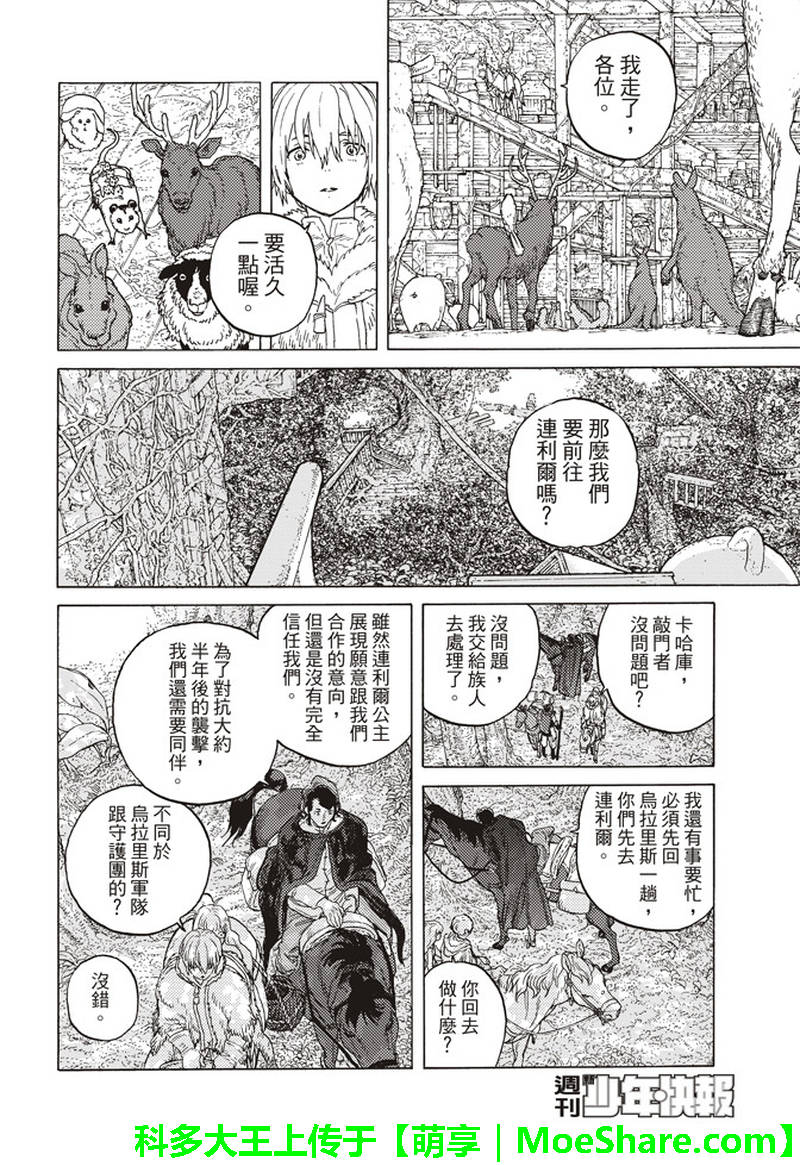 我走了，
各位。
要活久
一點喔。
那麼我們
要前往
連利爾嗎？
卡哈庫，
敲門者
沒問題吧？
沒問題，
我交給族人
去處理了。
我還有事要忙，
必須先回
烏拉里斯一趟，
你們先去
連利爾。
你回去
做什麼？
雖然連利爾公主
展現願意跟我們
合作的意向，
但還是沒有完全
信任我們。
為了對抗大約
半年後的襲擊，
我們還需要同伴。
不同於
烏拉里斯軍隊
跟守護團的？
沒錯。
週刊
少年快報
科多大王上传于【萌享 | MoeShare.com】